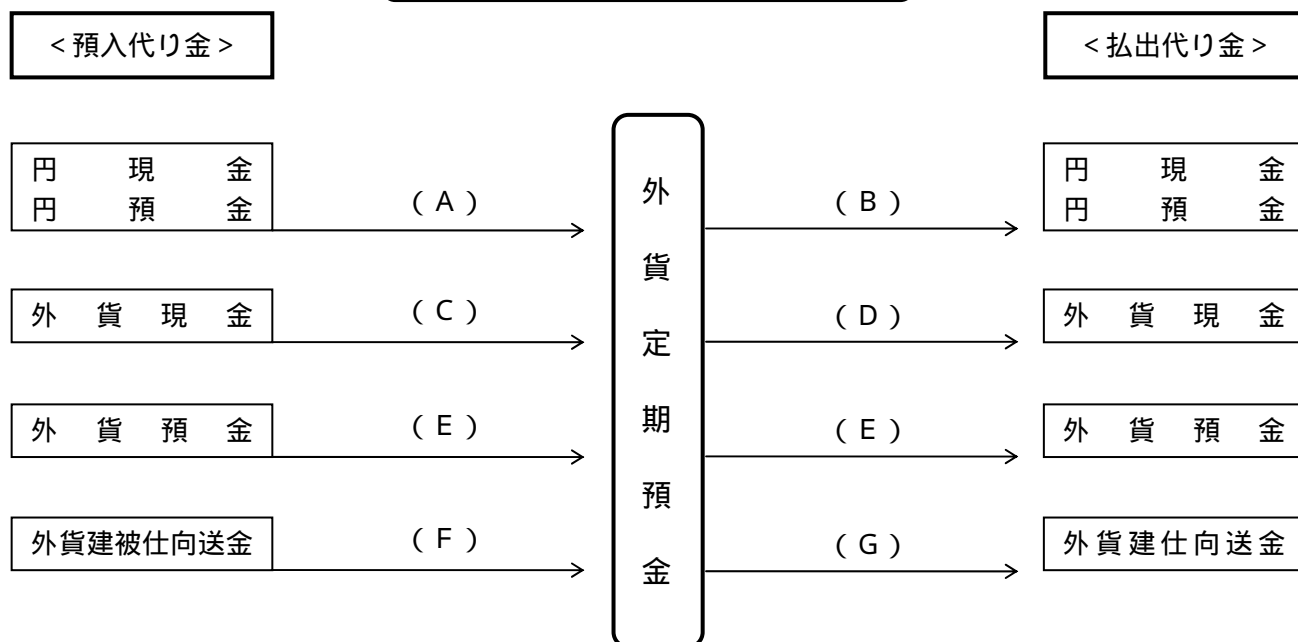 <預入代り金>
<払出代り金>
円現金
円預金
(A)
外貨定期預金
(B)
円現金
円預金
外貨現金
(C)
(D)
外貨現金
外貨預金
(E)
(E)
外貨預金
外貨建被仕向送金
(F)
(G)
外貨建仕向送金